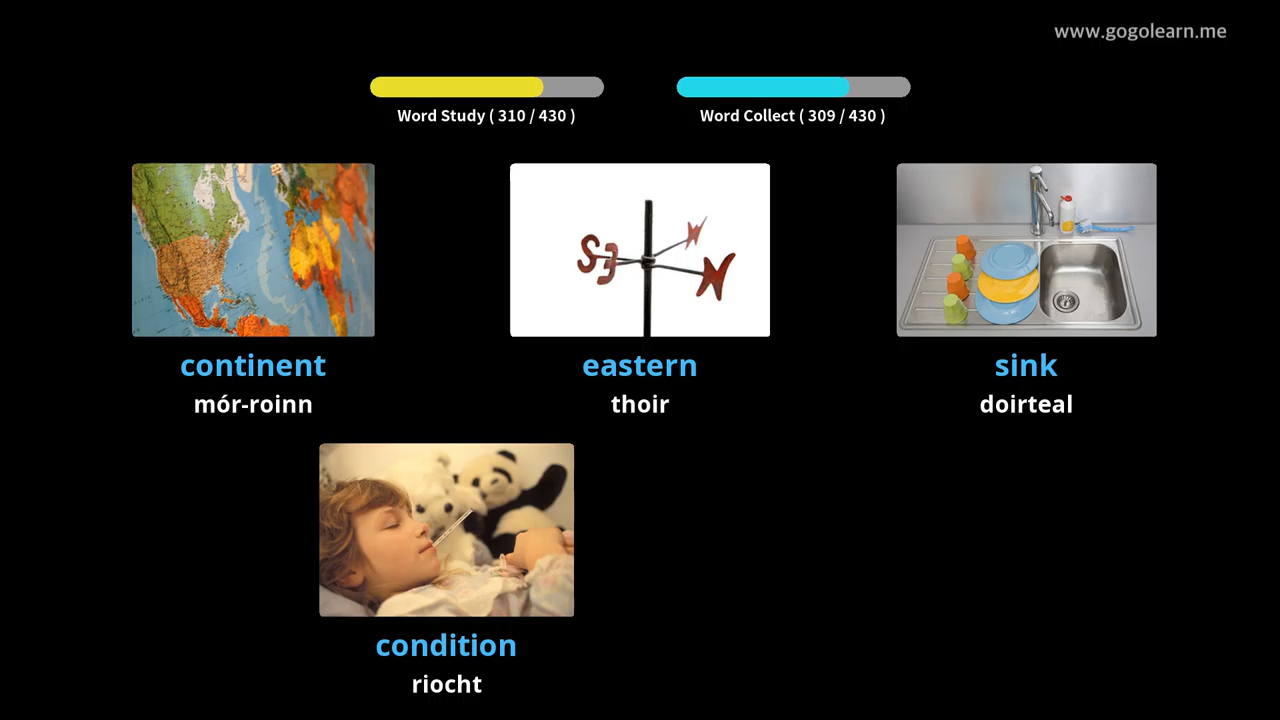 www.gogolearn.me
Word Study ( 310 / 430 )
Word Collect ( 309 / 430 )
continent
mór-roinn
eastern
thoir
sink
doirteal
condition
riocht